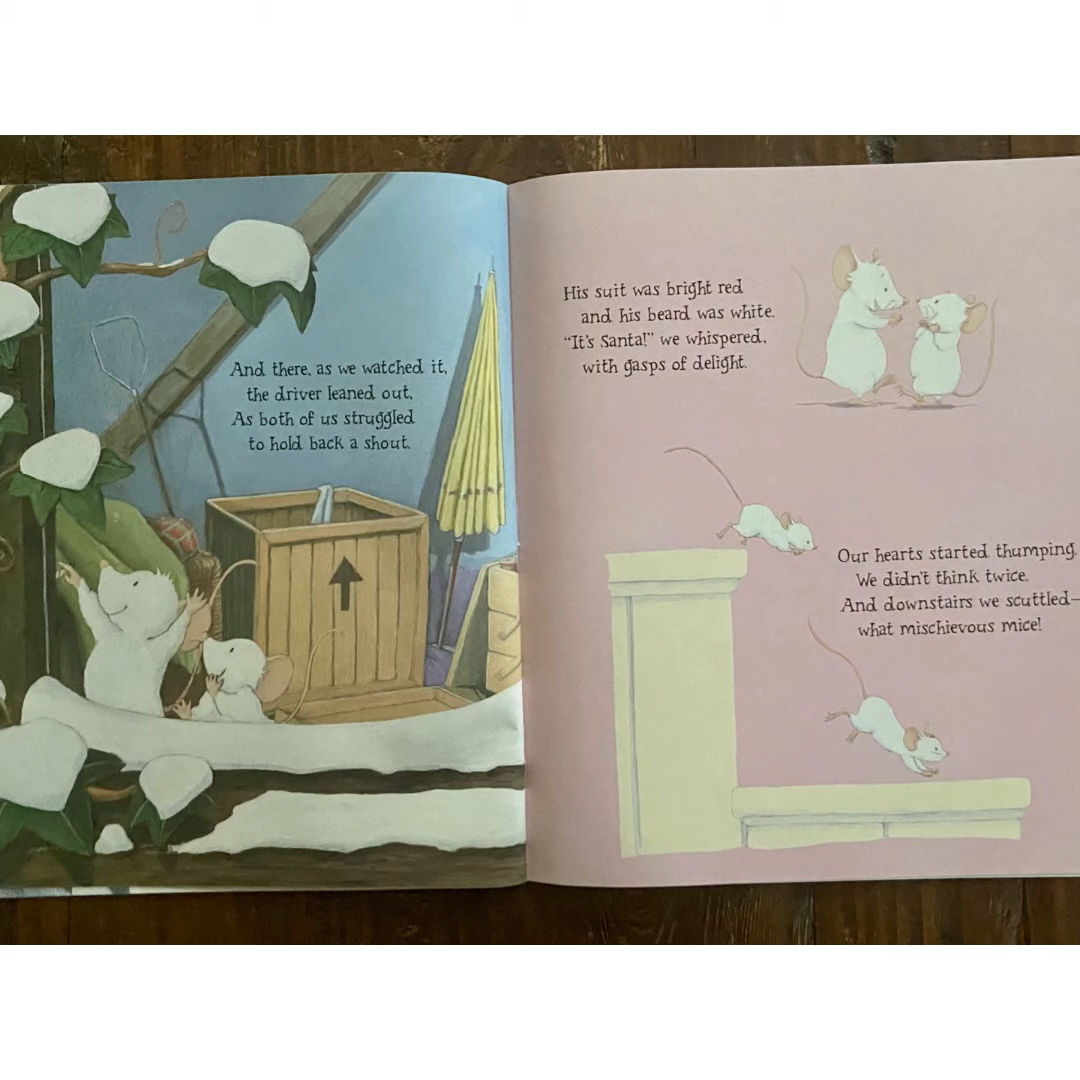 And there, as we watched it,
the driver leaned out,
As both of us struggled
to hold back a shout.
His suit was bright red
and his beard was white.
“It's Santa!” we whispered,
with gasps of delight.
Our hearts started thumping.
We didn't think twice.
And downstairs we scuttled—
what mischievous mice!